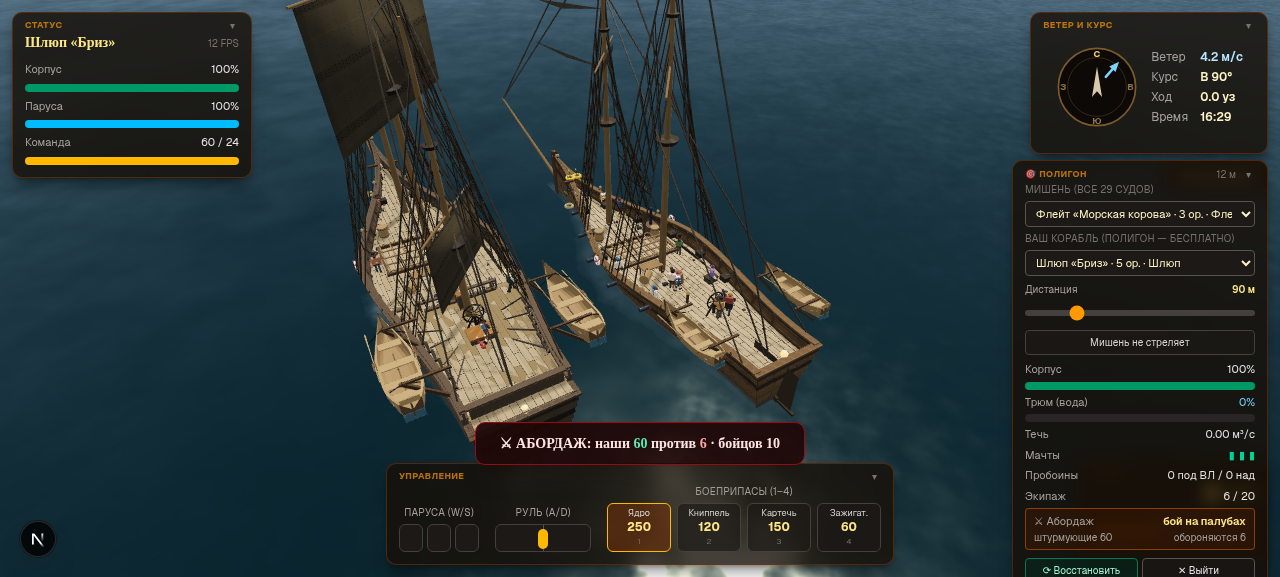 СТАТУС
Шлюп «Бриз» 12 FPS
Корпус 100%
Паруса 100%
Команда 60 / 24
ВЕТЕР И КУРС
С
В
Ю
З
Ветер 4.2 м/с
Курс В 90°
Ход 0.0 уз
Время 16:29
ПОЛИГОН 12 м
МИШЕНЬ (ВСЕ 29 СУДОВ)
Флейт «Морская корова» · 3 ор. · Фле
ВАШ КОРАБЛЬ (ПОЛИГОН — БЕСПЛАТНО)
Шлюп «Бриз» · 5 ор. · Шлюп
Дистанция 90 м
Мишень не стреляет
Корпус 100%
Трюм (вода) 0%
Течь 0.00 м³/с
Мачты
Пробоины 0 под ВЛ / 0 над
Экипаж 6 / 20
⚔ Абордаж бой на палубах
штурмующие 60 обороняются 6
⟳ Восстановить ✕ Выйти
⚔ АБОРДАЖ: наши 60 против 6 · бойцов 10
УПРАВЛЕНИЕ
БОЕПРИПАСЫ (1–4)
ПАРУСА (W/S) РУЛЬ (A/D)
Ядро Книппель Картечь Зажигат.
250 120 150 60
1 2 3 4
N